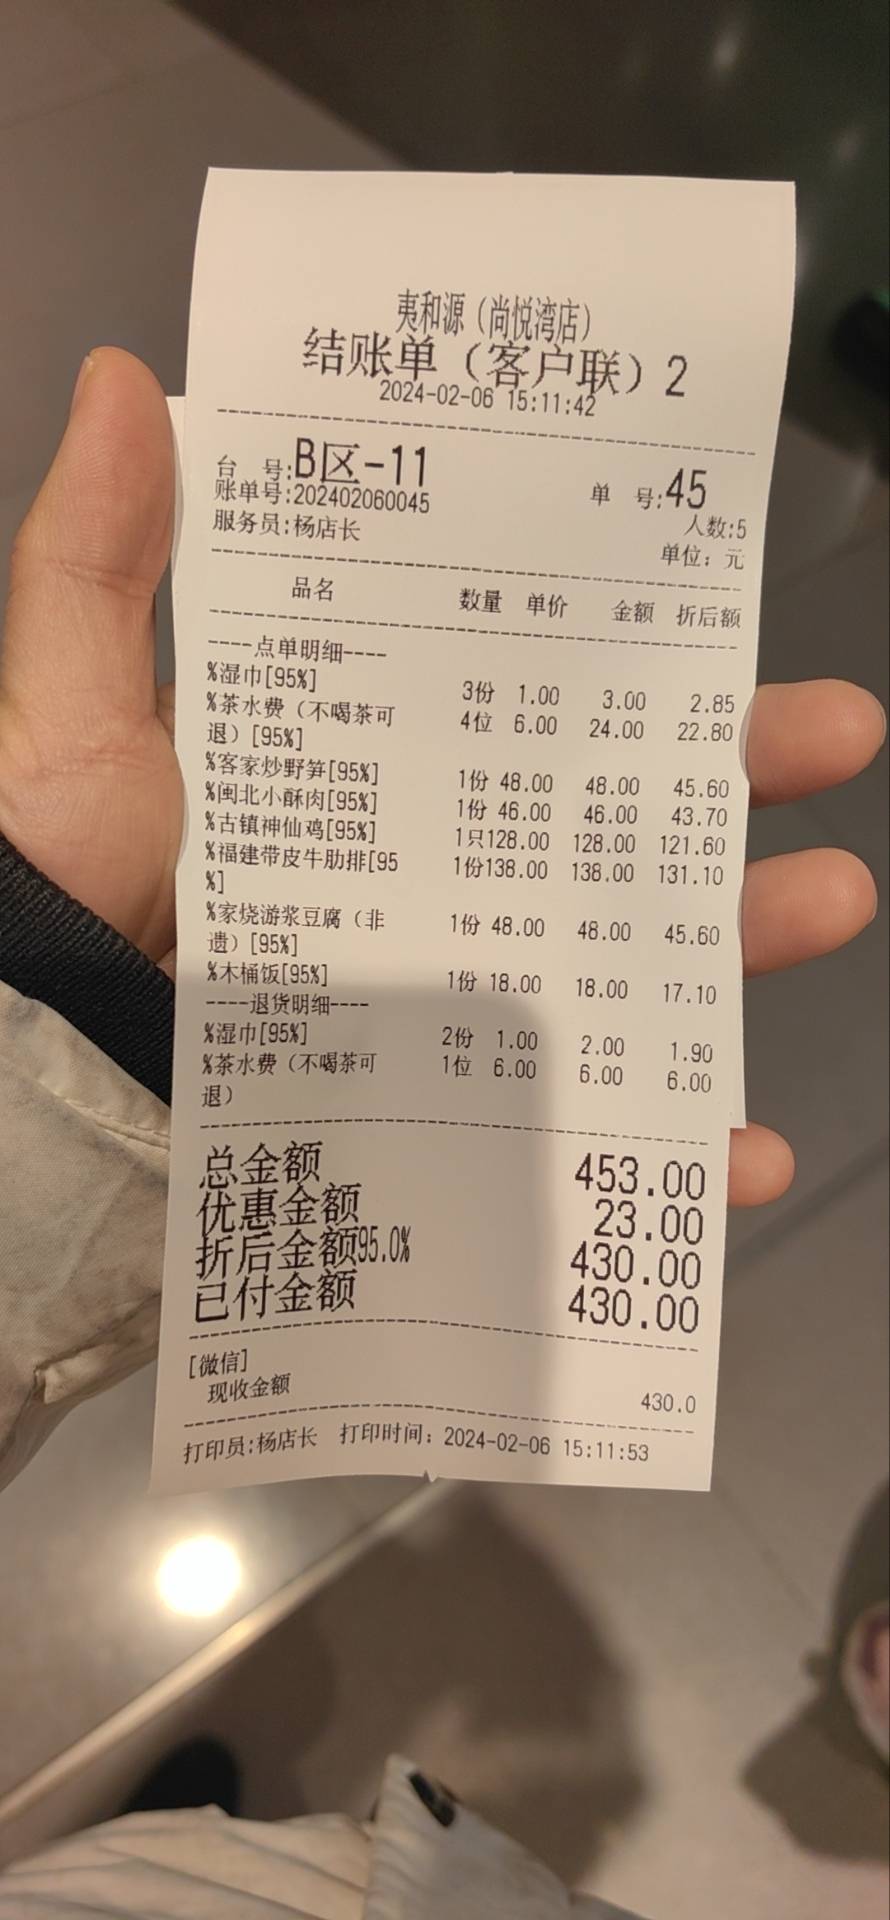 夷和源（尚悦湾店）
结账单（客户联）2
2024-02-06 15:11:42
台 号:B区-11 单 号:45
账单号:202402060045 人数:5
服务员:杨店长 单位：元
品名 数量 单价 金额 折后额
----点单明细----
%湿巾[95%] 3份 1.00 3.00 2.85
%茶水费（不喝茶可 4位 6.00 24.00 22.80
退）[95%]
%客家炒野笋[95%] 1份 48.00 48.00 45.60
%闽北小酥肉[95%] 1份 46.00 46.00 43.70
%古镇神仙鸡[95%] 1只128.00 128.00 121.60
%福建带皮牛肋排[95 1份138.00 138.00 131.10
%]
%家烧游浆豆腐（非 1份 48.00 48.00 45.60
遗）[95%]
%木桶饭[95%] 1份 18.00 18.00 17.10
----退货明细----
%湿巾[95%] 2份 1.00 2.00 1.90
%茶水费（不喝茶可 1位 6.00 6.00 6.00
退）
总金额 453.00
优惠金额 23.00
折后金额95.0% 430.00
已付金额 430.00
[微信]
现收金额 430.0
打印员:杨店长 打印时间：2024-02-06 15:11:53